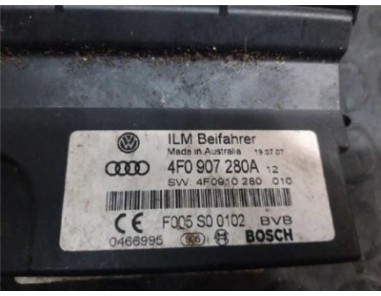 ILM Beifahrer
Made in Australia 19.07.07
4F0 907 280A 12
SW: 4F0910 280 010
F005 S0 0102 BVB
0466995 BOSCH